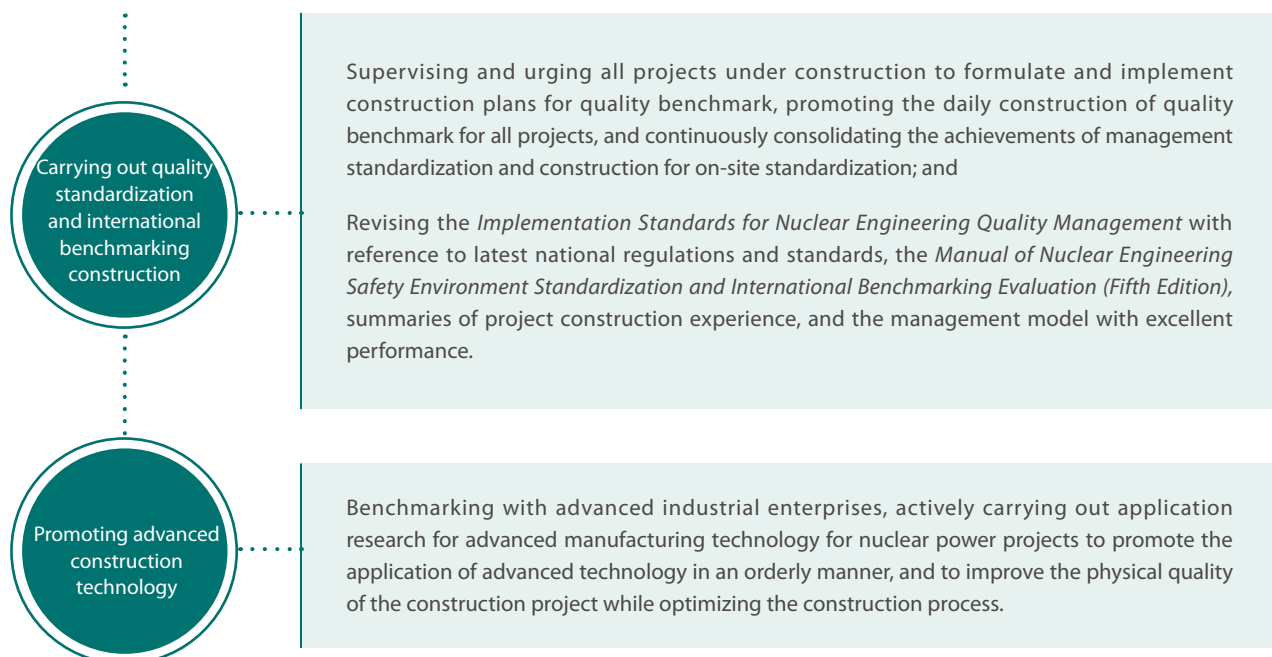 Carrying out quality
standardization
and international
benchmarking
construction
Supervising and urging all projects under construction to formulate and implement
construction plans for quality benchmark, promoting the daily construction of quality
benchmark for all projects, and continuously consolidating the achievements of management
standardization and construction for on-site standardization; and
Revising the Implementation Standards for Nuclear Engineering Quality Management with
reference to latest national regulations and standards, the Manual of Nuclear Engineering
Safety Environment Standardization and International Benchmarking Evaluation (Fifth Edition),
summaries of project construction experience, and the management model with excellent
performance.
Promoting advanced
construction
technology
Benchmarking with advanced industrial enterprises, actively carrying out application
research for advanced manufacturing technology for nuclear power projects to promote the
application of advanced technology in an orderly manner, and to improve the physical quality
of the construction project while optimizing the construction process.